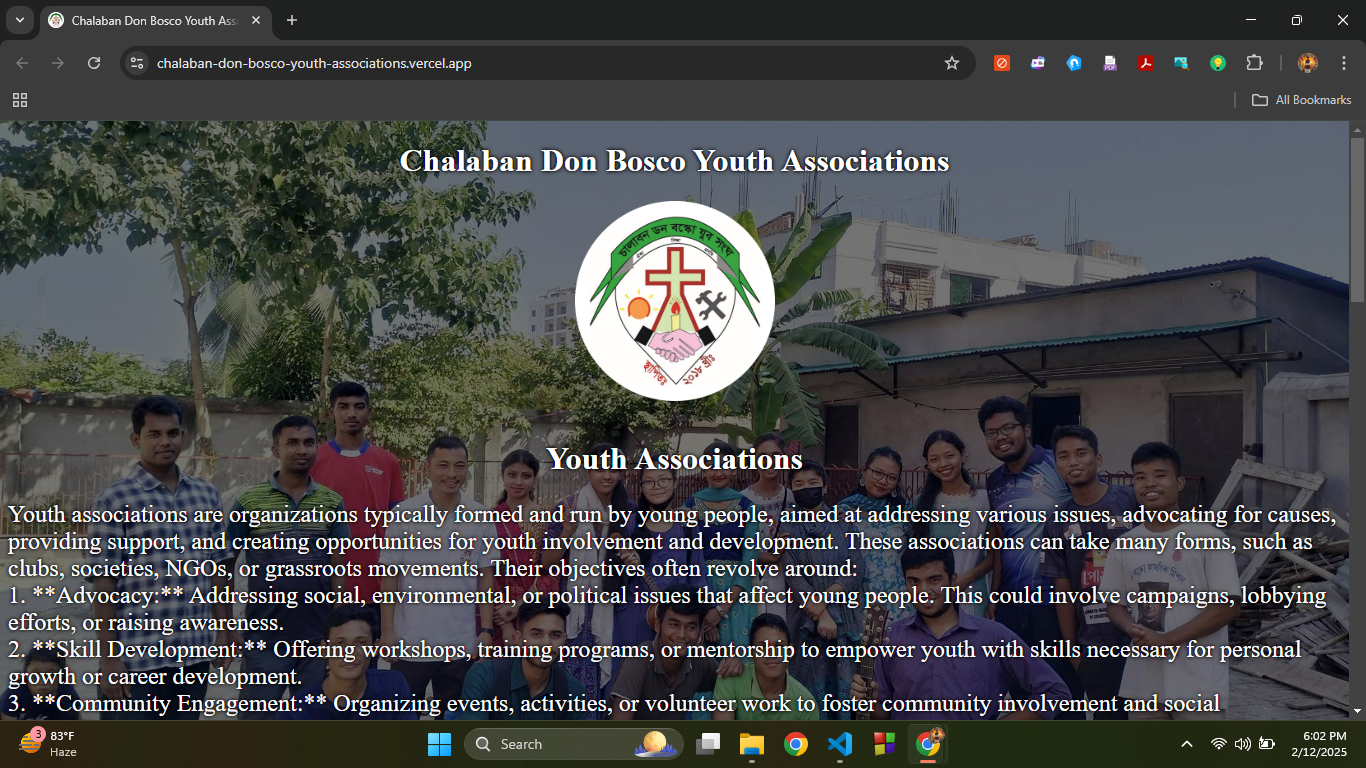 Chalaban Don Bosco Youth Ass
chalaban-don-bosco-youth-associations.vercel.app
All Bookmarks
Chalaban Don Bosco Youth Associations
চালাবন ডন বস্কো যুব সংঘ
স্থাপিতঃ ২০১৮ খ্রীঃ
Youth Associations
Youth associations are organizations typically formed and run by young people, aimed at addressing various issues, advocating for causes,
providing support, and creating opportunities for youth involvement and development. These associations can take many forms, such as
clubs, societies, NGOs, or grassroots movements. Their objectives often revolve around:
1. **Advocacy:** Addressing social, environmental, or political issues that affect young people. This could involve campaigns, lobbying
efforts, or raising awareness.
2. **Skill Development:** Offering workshops, training programs, or mentorship to empower youth with skills necessary for personal
growth or career development.
3. **Community Engagement:** Organizing events, activities, or volunteer work to foster community involvement and social
3
83°F
Haze
Search
6:02 PM
2/12/2025